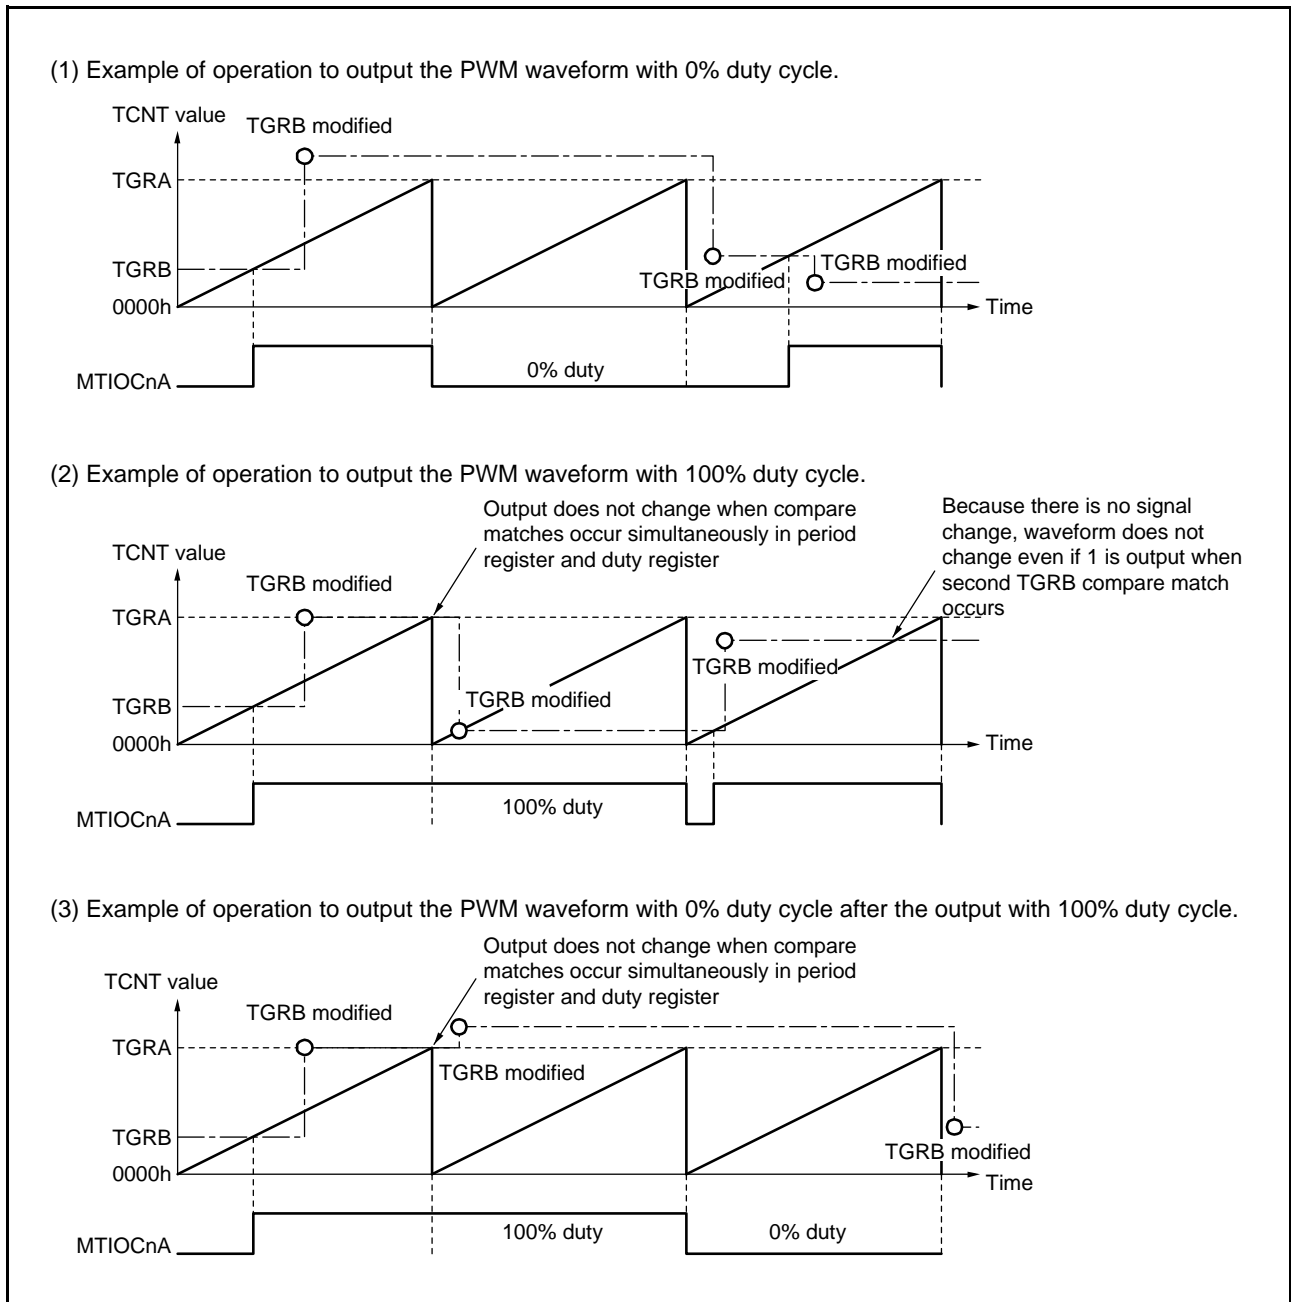 (1) Example of operation to output the PWM waveform with 0% duty cycle.
TCNT value
TGRB modified
TGRA
TGRB
TGRB modified
TGRB modified
0000h
Time
0% duty
MTIOCnA
(2) Example of operation to output the PWM waveform with 100% duty cycle.
Output does not change when compare
matches occur simultaneously in period
register and duty register
Because there is no signal
change, waveform does not
change even if 1 is output when
second TGRB compare match
occurs
TCNT value
TGRB modified
TGRA
TGRB modified
TGRB modified
TGRB
0000h
Time
100% duty
MTIOCnA
(3) Example of operation to output the PWM waveform with 0% duty cycle after the output with 100% duty cycle.
Output does not change when compare
matches occur simultaneously in period
register and duty register
TCNT value
TGRB modified
TGRA
TGRB modified
TGRB
TGRB modified
0000h
Time
100% duty
0% duty
MTIOCnA